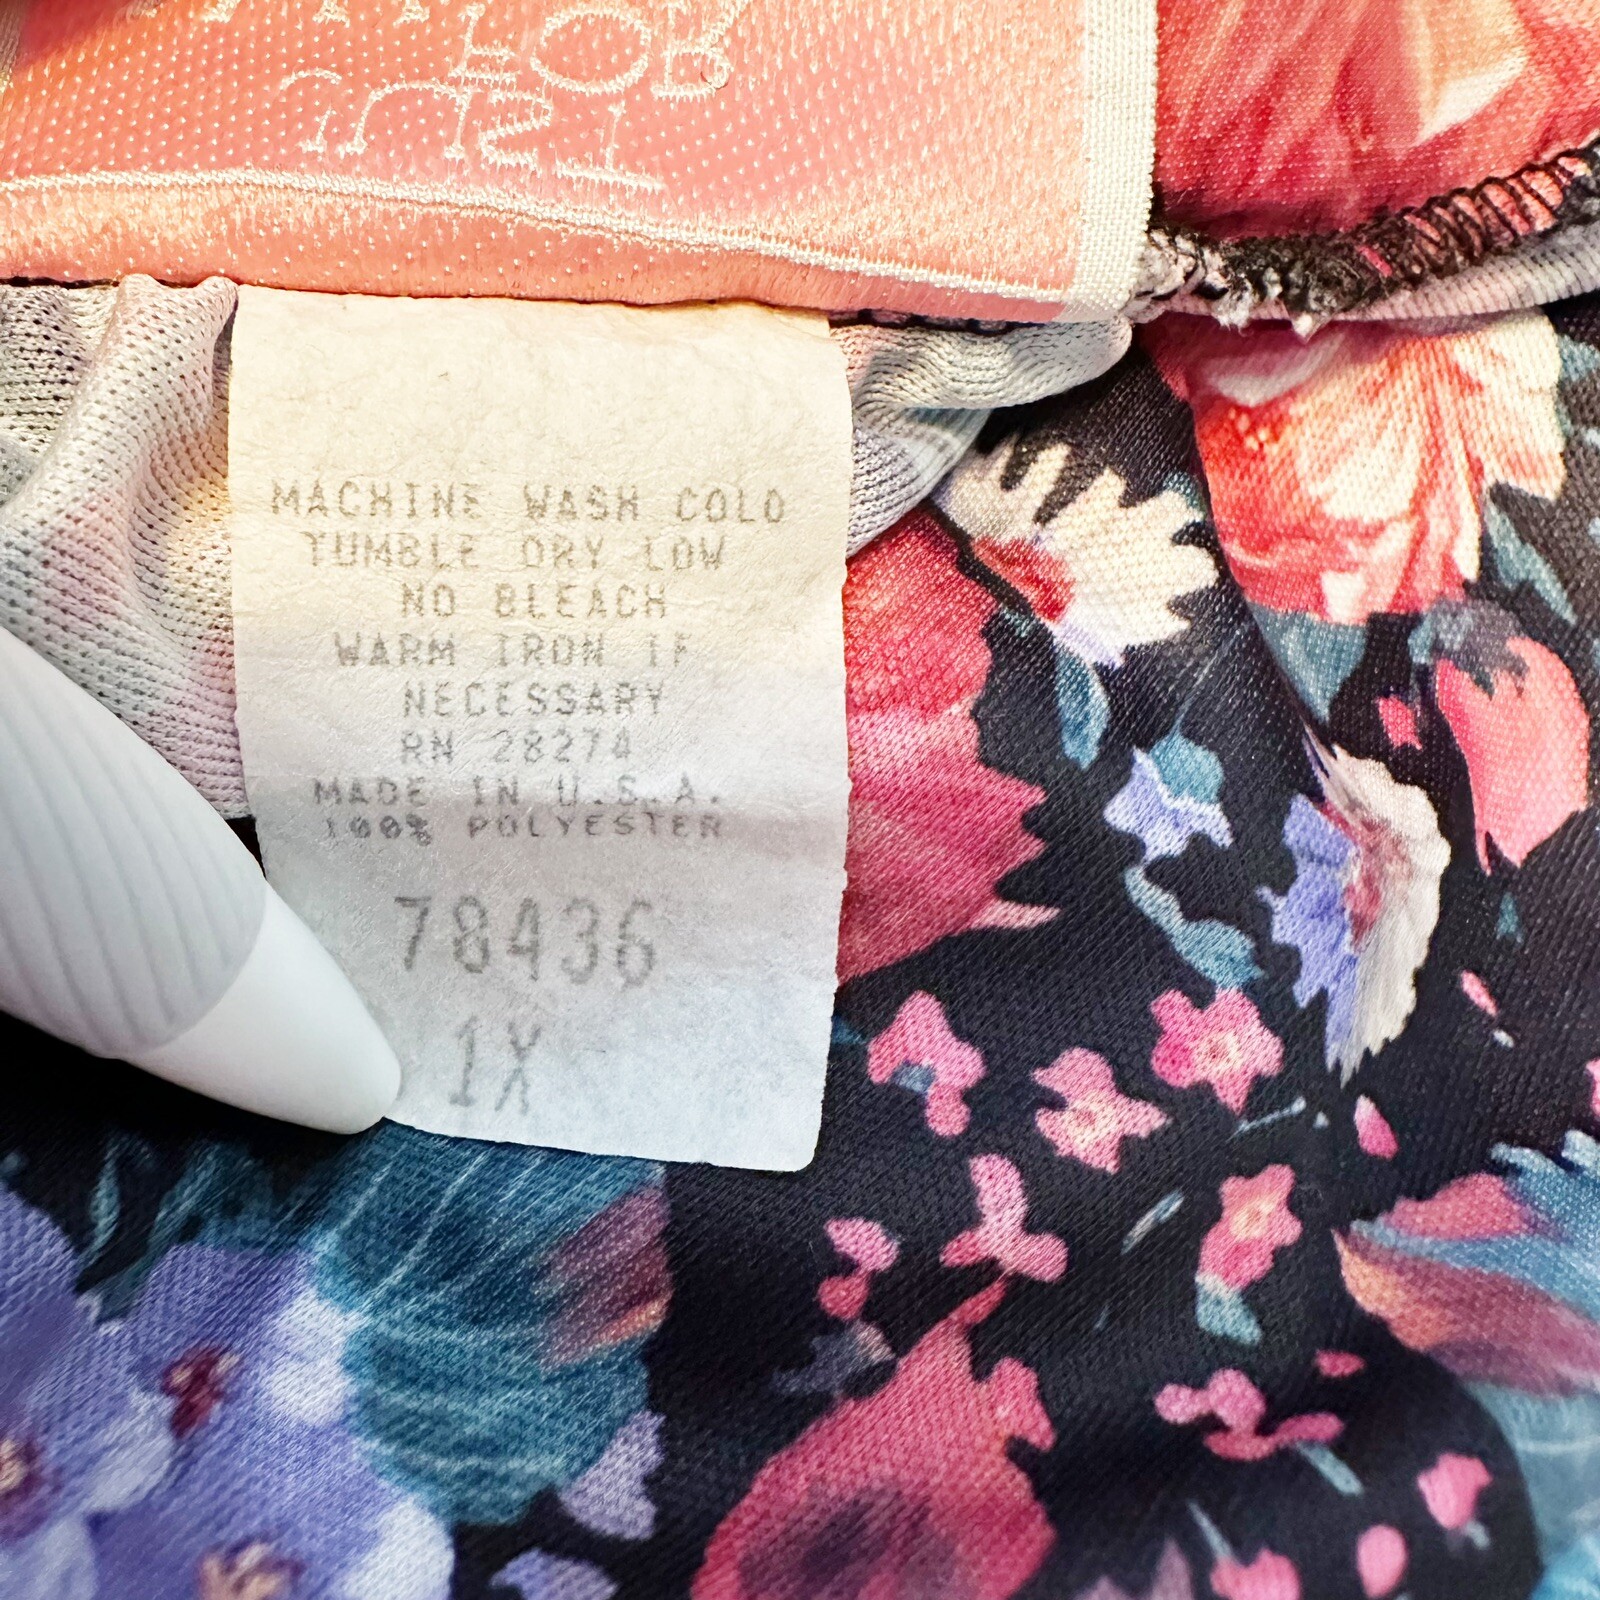 MACHINE WASH COLD
TUMBLE DRY LOW
NO BLEACH
WARM IRON IF
NECESSARY
RN 28274
MADE IN U.S.A.
100% POLYESTER
78436
1X